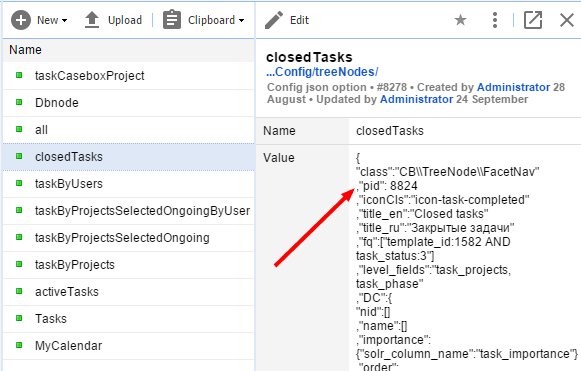 New
Upload
Clipboard
Edit
Name
taskCaseboxProject
Dbnode
all
closedTasks
taskByUsers
taskByProjectsSelectedOngoingByUser
taskByProjectsSelectedOngoing
taskByProjects
activeTasks
Tasks
MyCalendar
closedTasks
...Config/treeNodes/
Config json option • #8278 • Created by Administrator 28
August • Updated by Administrator 24 September
Name
closedTasks
Value
{
"class":"CB\\TreeNode\\FacetNav"
,"pid": 8824
,"iconCls":"icon-task-completed"
,"title_en":"Closed tasks"
,"title_ru":"Закрытые задачи"
,"fq":["template_id:1582 AND
task_status:3"]
,"level_fields":"task_projects,
task_phase"
,"DC":{
"nid":[]
,"name":[]
,"importance":
{"solr_column_name":"task_importance"}
,"order":